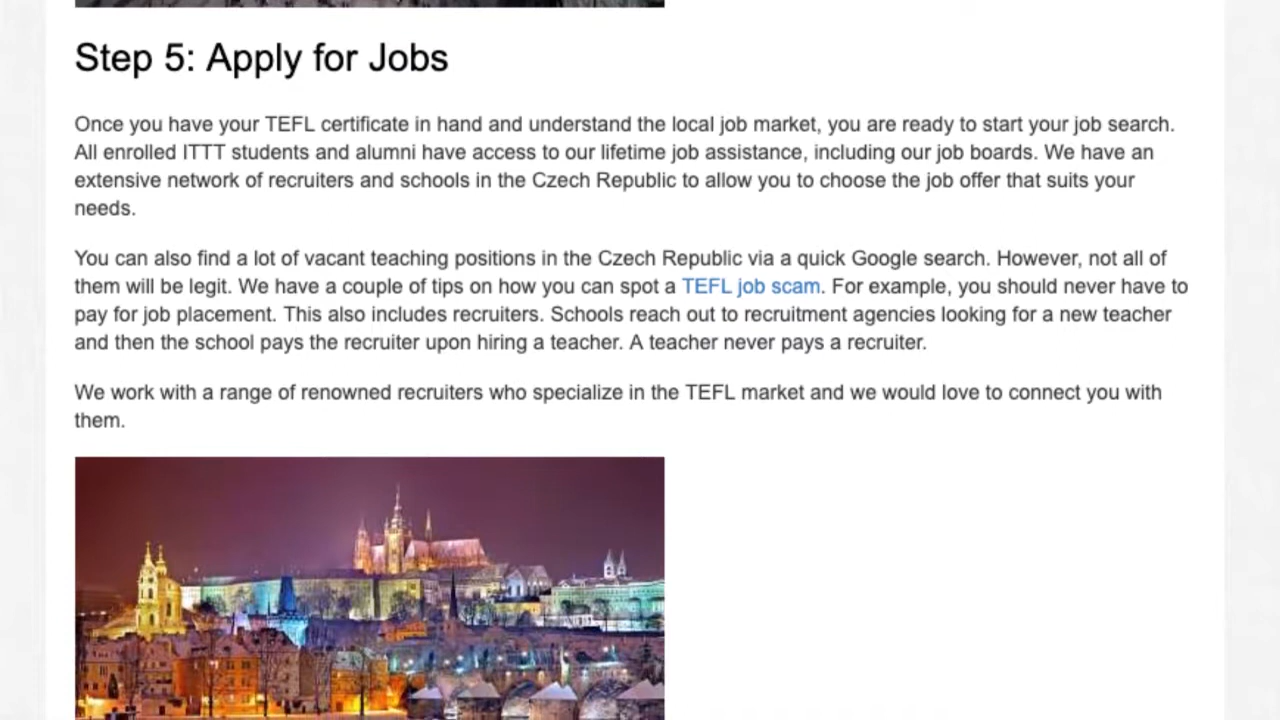 Step 5: Apply for Jobs
Once you have your TEFL certificate in hand and understand the local job market, you are ready to start your job search.
All enrolled ITTT students and alumni have access to our lifetime job assistance, including our job boards. We have an
extensive network of recruiters and schools in the Czech Republic to allow you to choose the job offer that suits your
needs.
You can also find a lot of vacant teaching positions in the Czech Republic via a quick Google search. However, not all of
them will be legit. We have a couple of tips on how you can spot a TEFL job scam. For example, you should never have to
pay for job placement. This also includes recruiters. Schools reach out to recruitment agencies looking for a new teacher
and then the school pays the recruiter upon hiring a teacher. A teacher never pays a recruiter.
We work with a range of renowned recruiters who specialize in the TEFL market and we would love to connect you with
them.